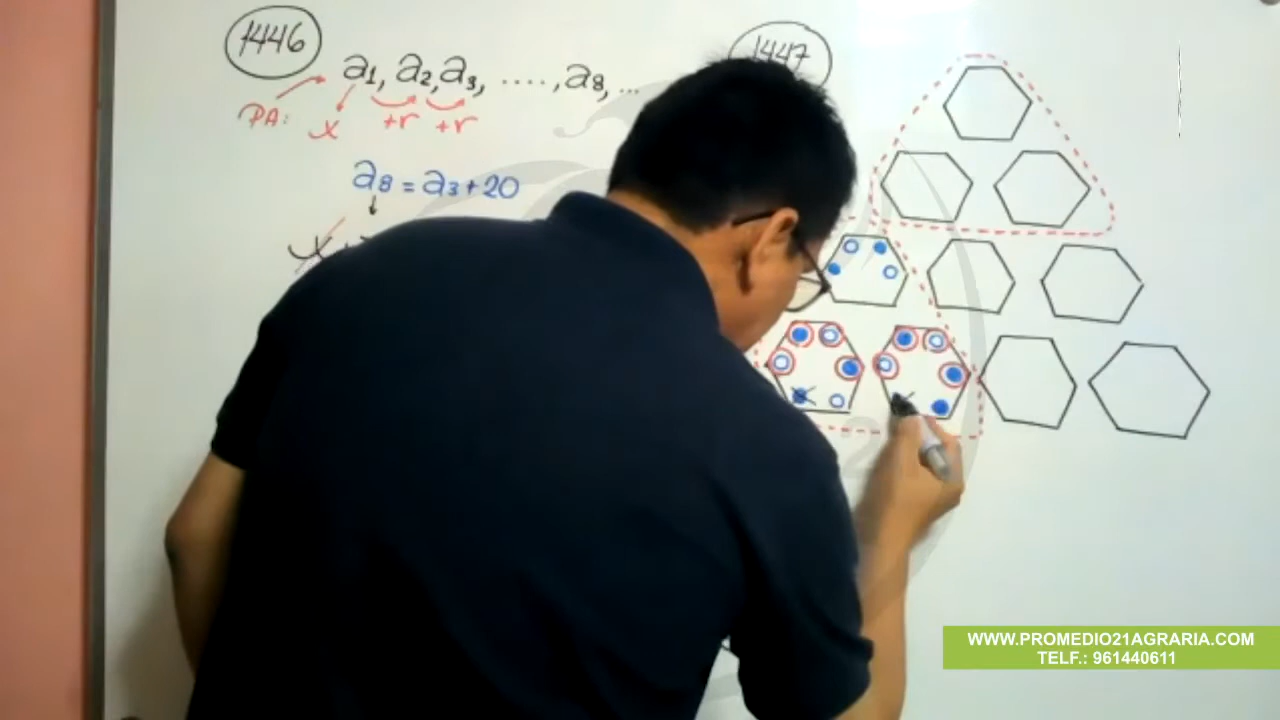 1446
a1, a2, a3, ...., a8, ...
PA: x +r +r
a8 = a3 + 20
x
1447
WWW.PROMEDIO21AGRARIA.COM
TELF.: 961440611